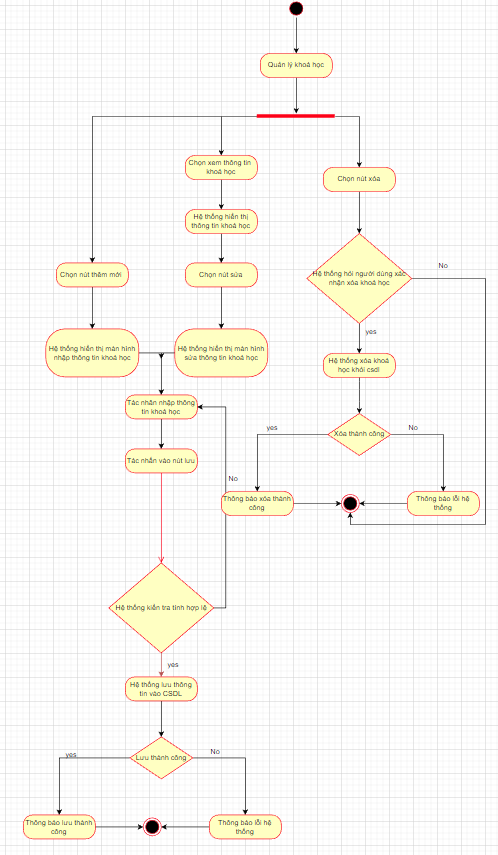 Quản lý khoá học
Chọn xem thông tin
khoá học
Chọn nút xóa
Hệ thống hiển thị
thông tin khoá học
Chọn nút thêm mới
Chọn nút sửa
Hệ thống hỏi người dùng xác
nhận xóa khoá học
No
yes
Hệ thống hiển thị màn hình
nhập thông tin khoá học
Hệ thống hiển thị màn hình
sửa thông tin khoá học
Hệ thống xóa khoá
học khỏi csdl
Tác nhân nhập thông
tin khoá học
yes
Xóa thành công
No
Tác nhấn vào nút lưu
No
Thông báo xóa thành
công
Thông báo lỗi hệ
thống
Hệ thống kiển tra tính hợp lệ
yes
Hệ thống lưu thông
tin vào CSDL
yes
Lưu thành công
No
Thông báo lưu thành
công
Thông báo lỗi hệ
thống